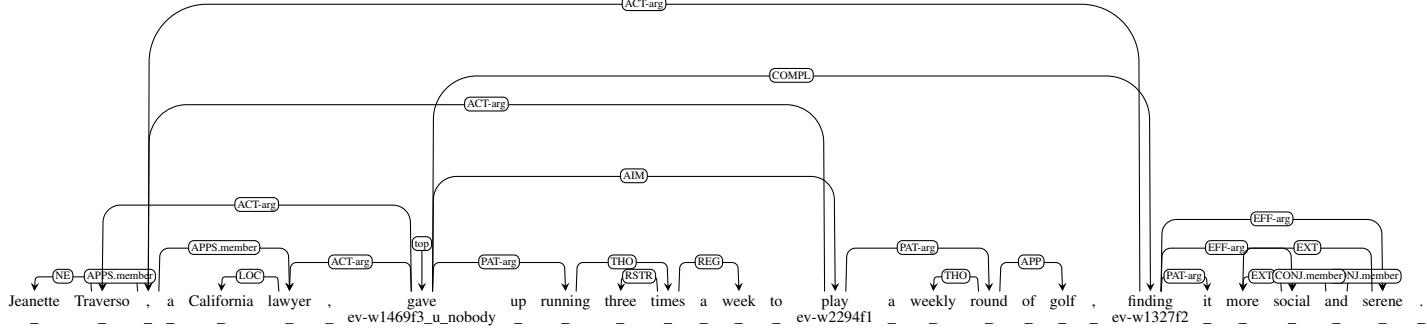 ACT-arg
COMPL
ACT-arg
AIM
ACT-arg
EFF-arg
top
APPS.member EFF-arg EXT
ACT-arg PAT-arg THO REG PAT-arg APP
NE APPS.member LOC RSTR THO PAT-arg EXT CONJ.member NJ.member
Jeanette Traverso , a California lawyer , gave up running three times a week to play a weekly round of golf , finding it more social and serene .
_ _ _ _ _ _ _ ev-w1469f3_u_nobody _ _ _ _ _ _ _ ev-w2294f1 _ _ _ _ _ _ ev-w1327f2 _ _ _ _ _ _